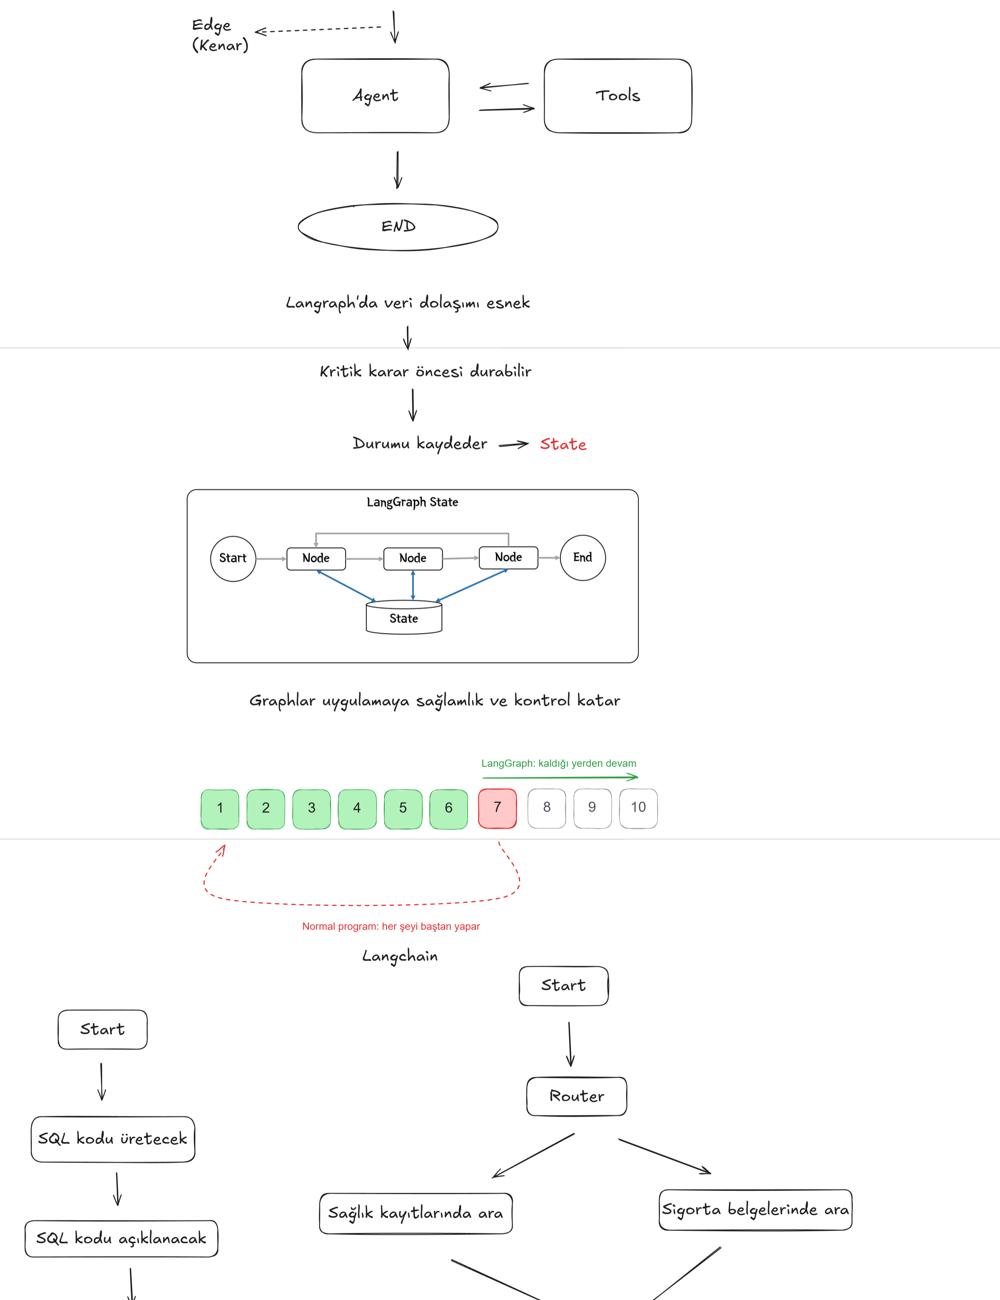 Edge
(Kenar)
Agent
Tools
END
Langraph'da veri dolaşımı esnek
Kritik karar öncesi durabilir
Durumu kaydeder
State
LangGraph State
Start
Node
Node
Node
End
State
Graphlar uygulamaya sağlamlık ve kontrol katar
LangGraph: kaldığı yerden devam
1 2 3 4 5 6 7 8 9 10
Normal program: her şeyi baştan yapar
Langchain
Start
SQL kodu üretecek
SQL kodu açıklanacak
Start
Router
Sağlık kayıtlarında ara
Sigorta belgelerinde ara